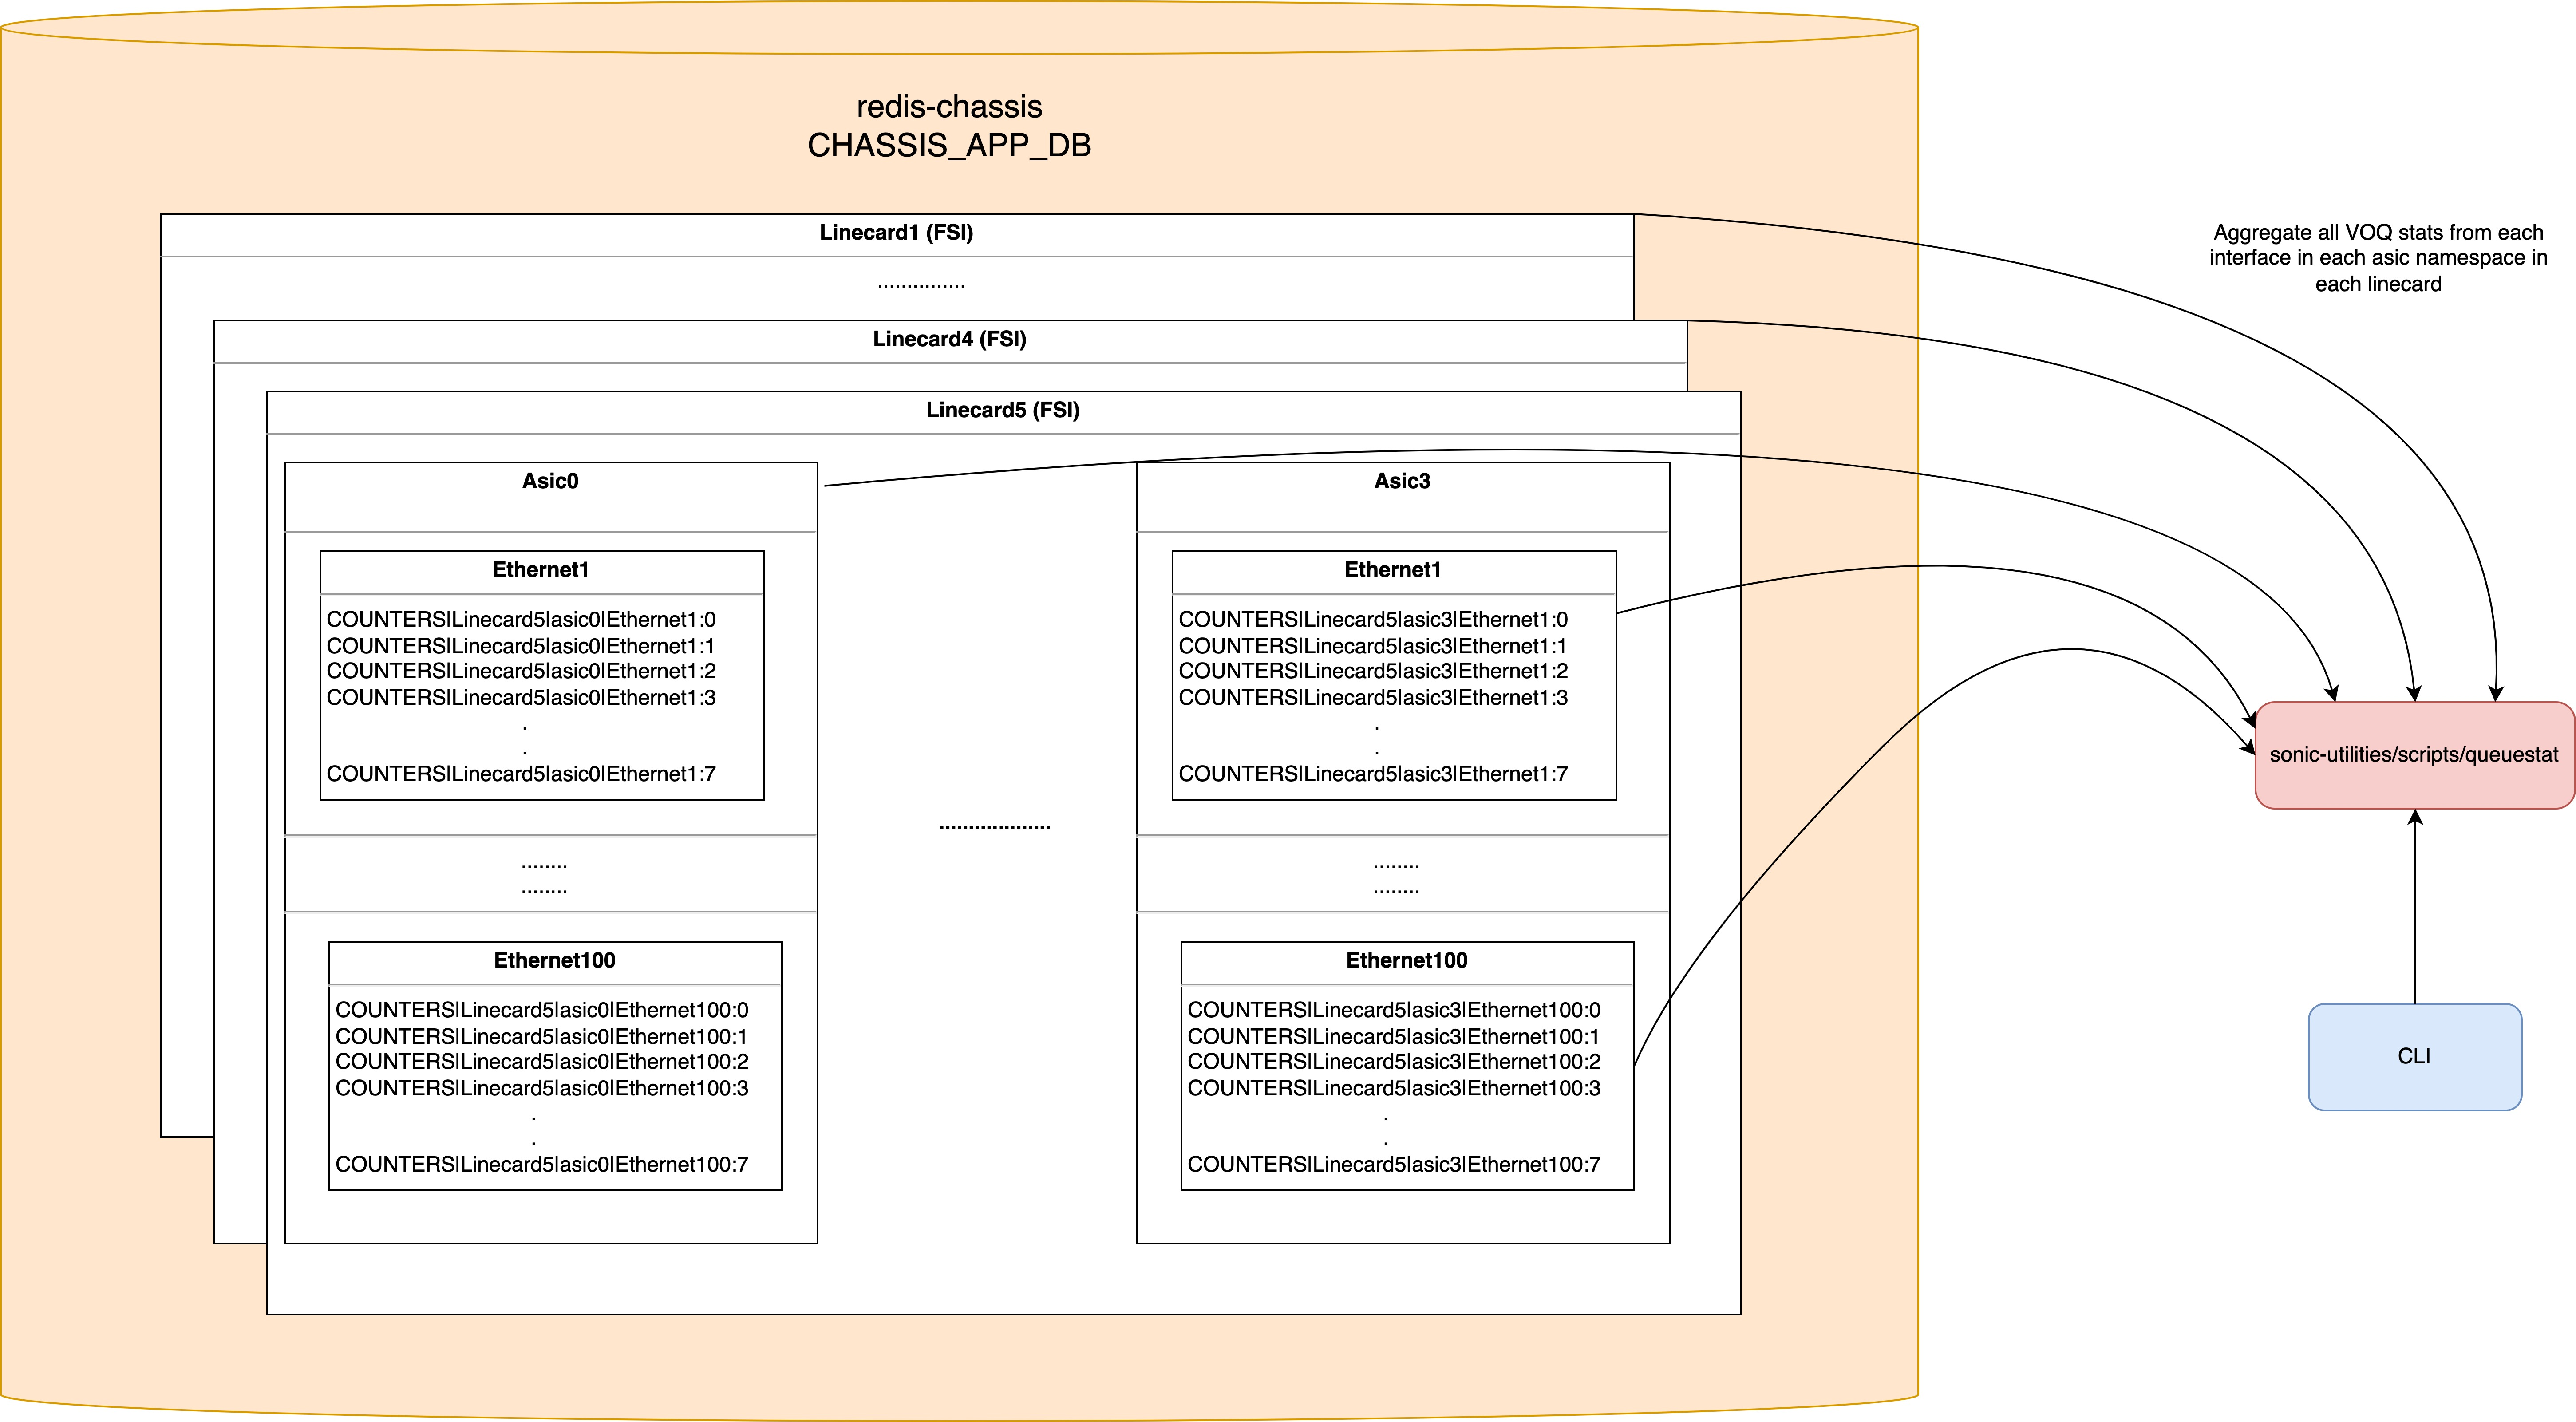 redis-chassis
CHASSIS_APP_DB
Aggregate all VOQ stats from each
interface in each asic namespace in
each linecard
Linecard1 (FSI)
...............
Linecard4 (FSI)
Linecard5 (FSI)
Asic0
Ethernet1
COUNTERS|Linecard5|asic0|Ethernet1:0
COUNTERS|Linecard5|asic0|Ethernet1:1
COUNTERS|Linecard5|asic0|Ethernet1:2
COUNTERS|Linecard5|asic0|Ethernet1:3
.
.
COUNTERS|Linecard5|asic0|Ethernet1:7
........
........
Ethernet100
COUNTERS|Linecard5|asic0|Ethernet100:0
COUNTERS|Linecard5|asic0|Ethernet100:1
COUNTERS|Linecard5|asic0|Ethernet100:2
COUNTERS|Linecard5|asic0|Ethernet100:3
.
.
COUNTERS|Linecard5|asic0|Ethernet100:7
...................
Asic3
Ethernet1
COUNTERS|Linecard5|asic3|Ethernet1:0
COUNTERS|Linecard5|asic3|Ethernet1:1
COUNTERS|Linecard5|asic3|Ethernet1:2
COUNTERS|Linecard5|asic3|Ethernet1:3
.
.
COUNTERS|Linecard5|asic3|Ethernet1:7
........
........
Ethernet100
COUNTERS|Linecard5|asic3|Ethernet100:0
COUNTERS|Linecard5|asic3|Ethernet100:1
COUNTERS|Linecard5|asic3|Ethernet100:2
COUNTERS|Linecard5|asic3|Ethernet100:3
.
.
COUNTERS|Linecard5|asic3|Ethernet100:7
sonic-utilities/scripts/queuestat
CLI